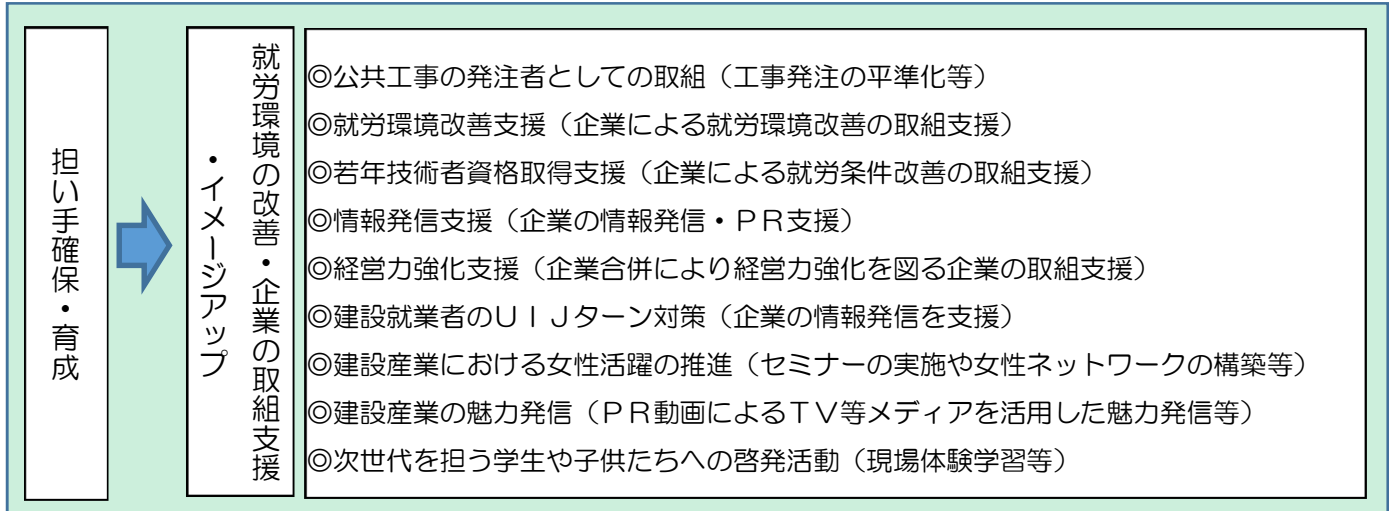 担い手確保・育成
就労環境の改善・企業の取組支援
・イメージアップ
◎公共工事の発注者としての取組（工事発注の平準化等）
◎就労環境改善支援（企業による就労環境改善の取組支援）
◎若年技術者資格取得支援（企業による就労条件改善の取組支援）
◎情報発信支援（企業の情報発信・ＰＲ支援）
◎経営力強化支援（企業合併により経営力強化を図る企業の取組支援）
◎建設就業者のＵＩＪターン対策（企業の情報発信を支援）
◎建設産業における女性活躍の推進（セミナーの実施や女性ネットワークの構築等）
◎建設産業の魅力発信（ＰＲ動画によるＴＶ等メディアを活用した魅力発信等）
◎次世代を担う学生や子供たちへの啓発活動（現場体験学習等）